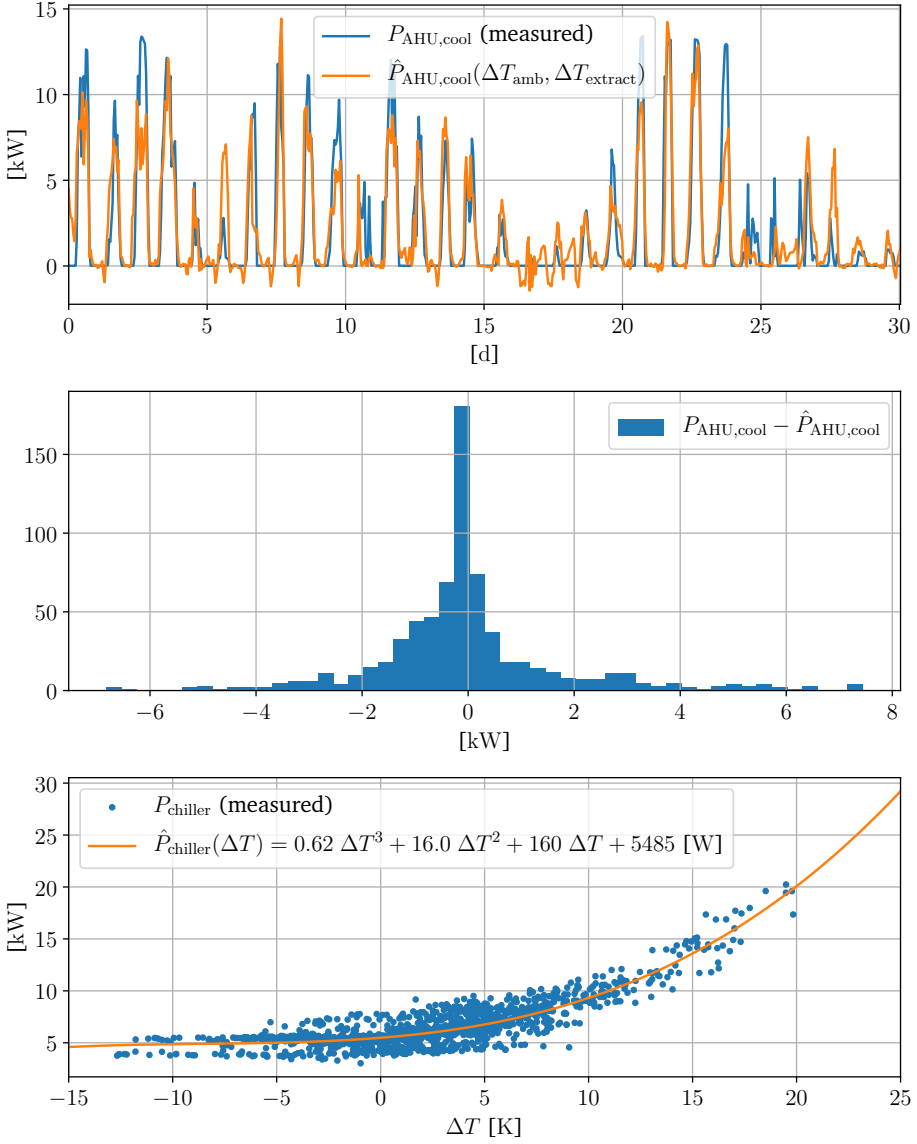 15
10
5
0
[kW]
P_AHU,cool (measured)
P̂_AHU,cool(ΔT_amb, ΔT_extract)
0 5 10 15 20 25 30
[d]
150
100
50
0
P_AHU,cool − P̂_AHU,cool
−6 −4 −2 0 2 4 6 8
[kW]
30
25
20
15
10
5
[kW]
P_chiller (measured)
P̂_chiller(ΔT) = 0.62 ΔT³ + 16.0 ΔT² + 160 ΔT + 5485 [W]
−15 −10 −5 0 5 10 15 20 25
ΔT [K]